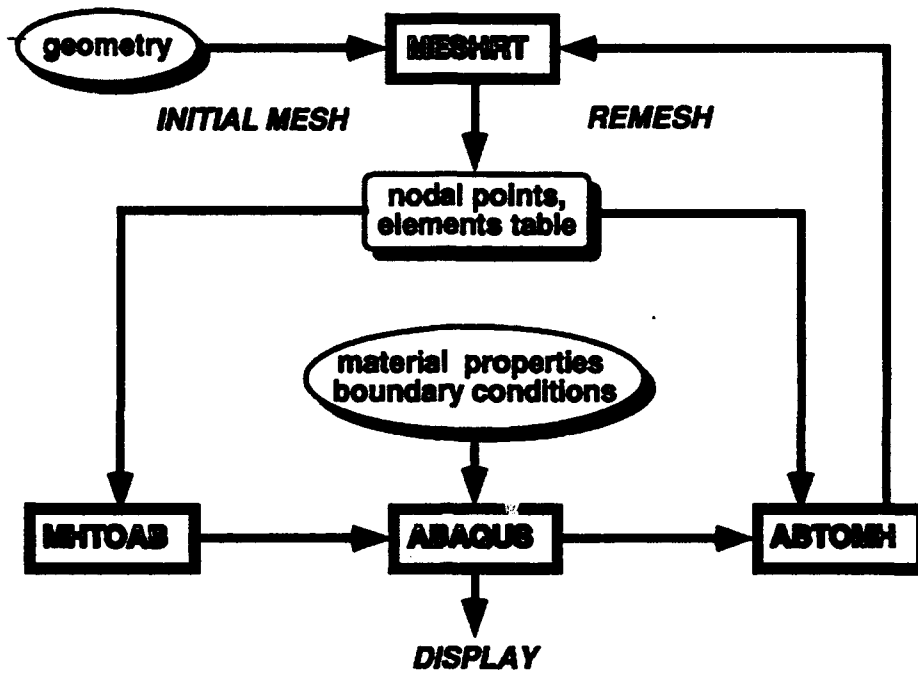 geometry
MESHRT
INITIAL MESH
REMESH
nodal points,
elements table
material properties
boundary conditions
MHTOAB
ABAQUS
ABTOMH
DISPLAY